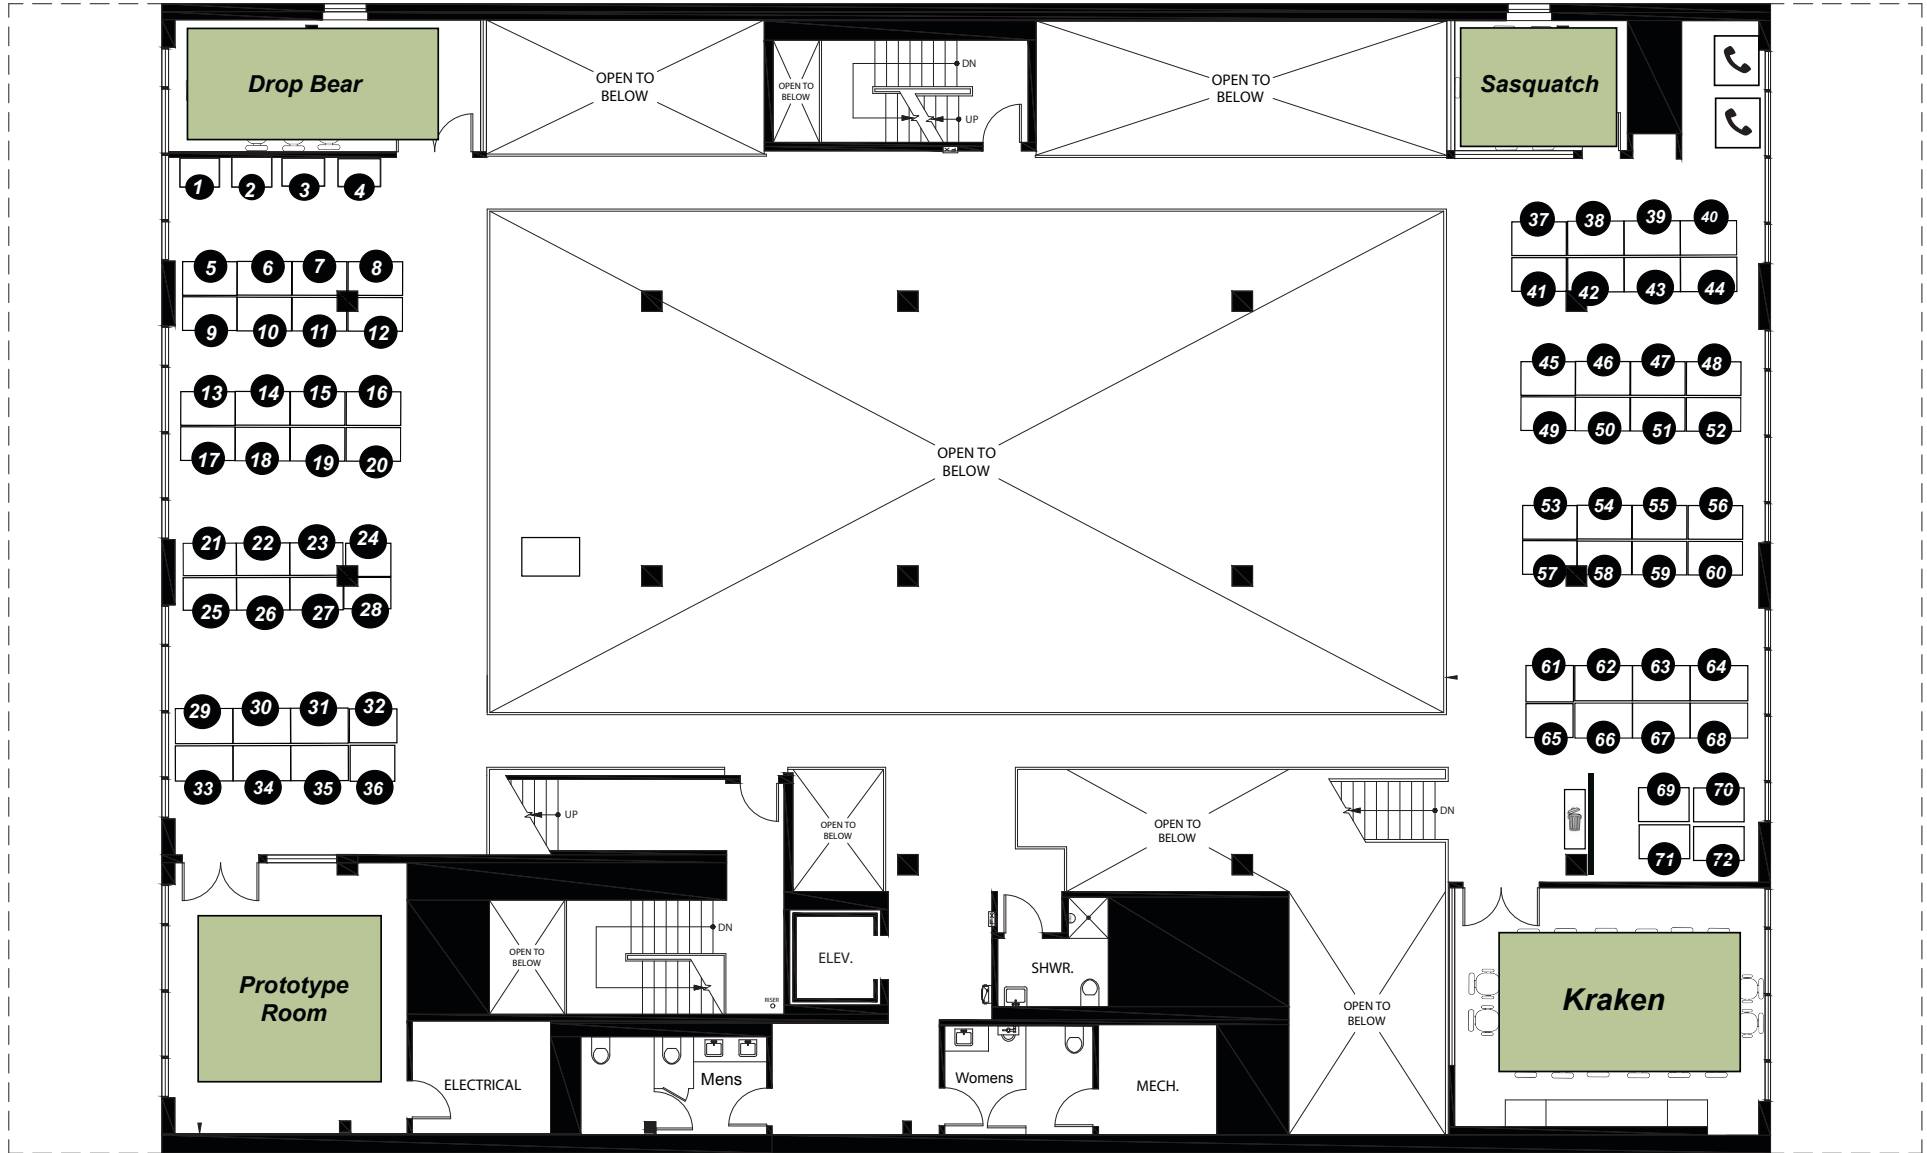 Drop Bear
OPEN TO
BELOW
OPEN TO
BELOW
DN
UP
OPEN TO
BELOW
Sasquatch
1 2 3 4
37 38 39 40
5 6 7 8
41 42 43 44
9 10 11 12
45 46 47 48
13 14 15 16
49 50 51 52
17 18 19 20
OPEN TO
BELOW
53 54 55 56
21 22 23 24
57 58 59 60
25 26 27 28
61 62 63 64
29 30 31 32
65 66 67 68
33 34 35 36
69 70
71 72
UP
OPEN TO
BELOW
OPEN TO
BELOW
DN
DN
OPEN TO
BELOW
ELEV.
SHWR.
RISER
Prototype
Room
OPEN TO
BELOW
Kraken
ELECTRICAL
Mens
Womens
MECH.